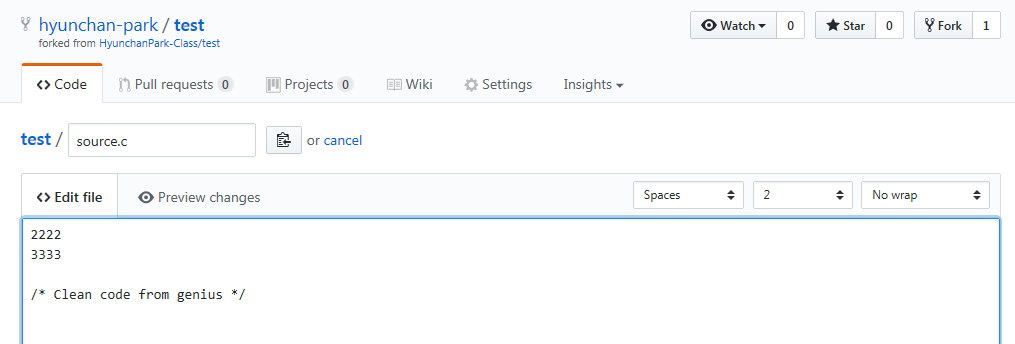 hyunchan-park / test
forked from HyunchanPark-Class/test
Watch 0 Star 0 Fork 1
Code Pull requests 0 Projects 0 Wiki Settings Insights
test / source.c or cancel
Edit file Preview changes Spaces 2 No wrap
2222
3333
/* Clean code from genius */